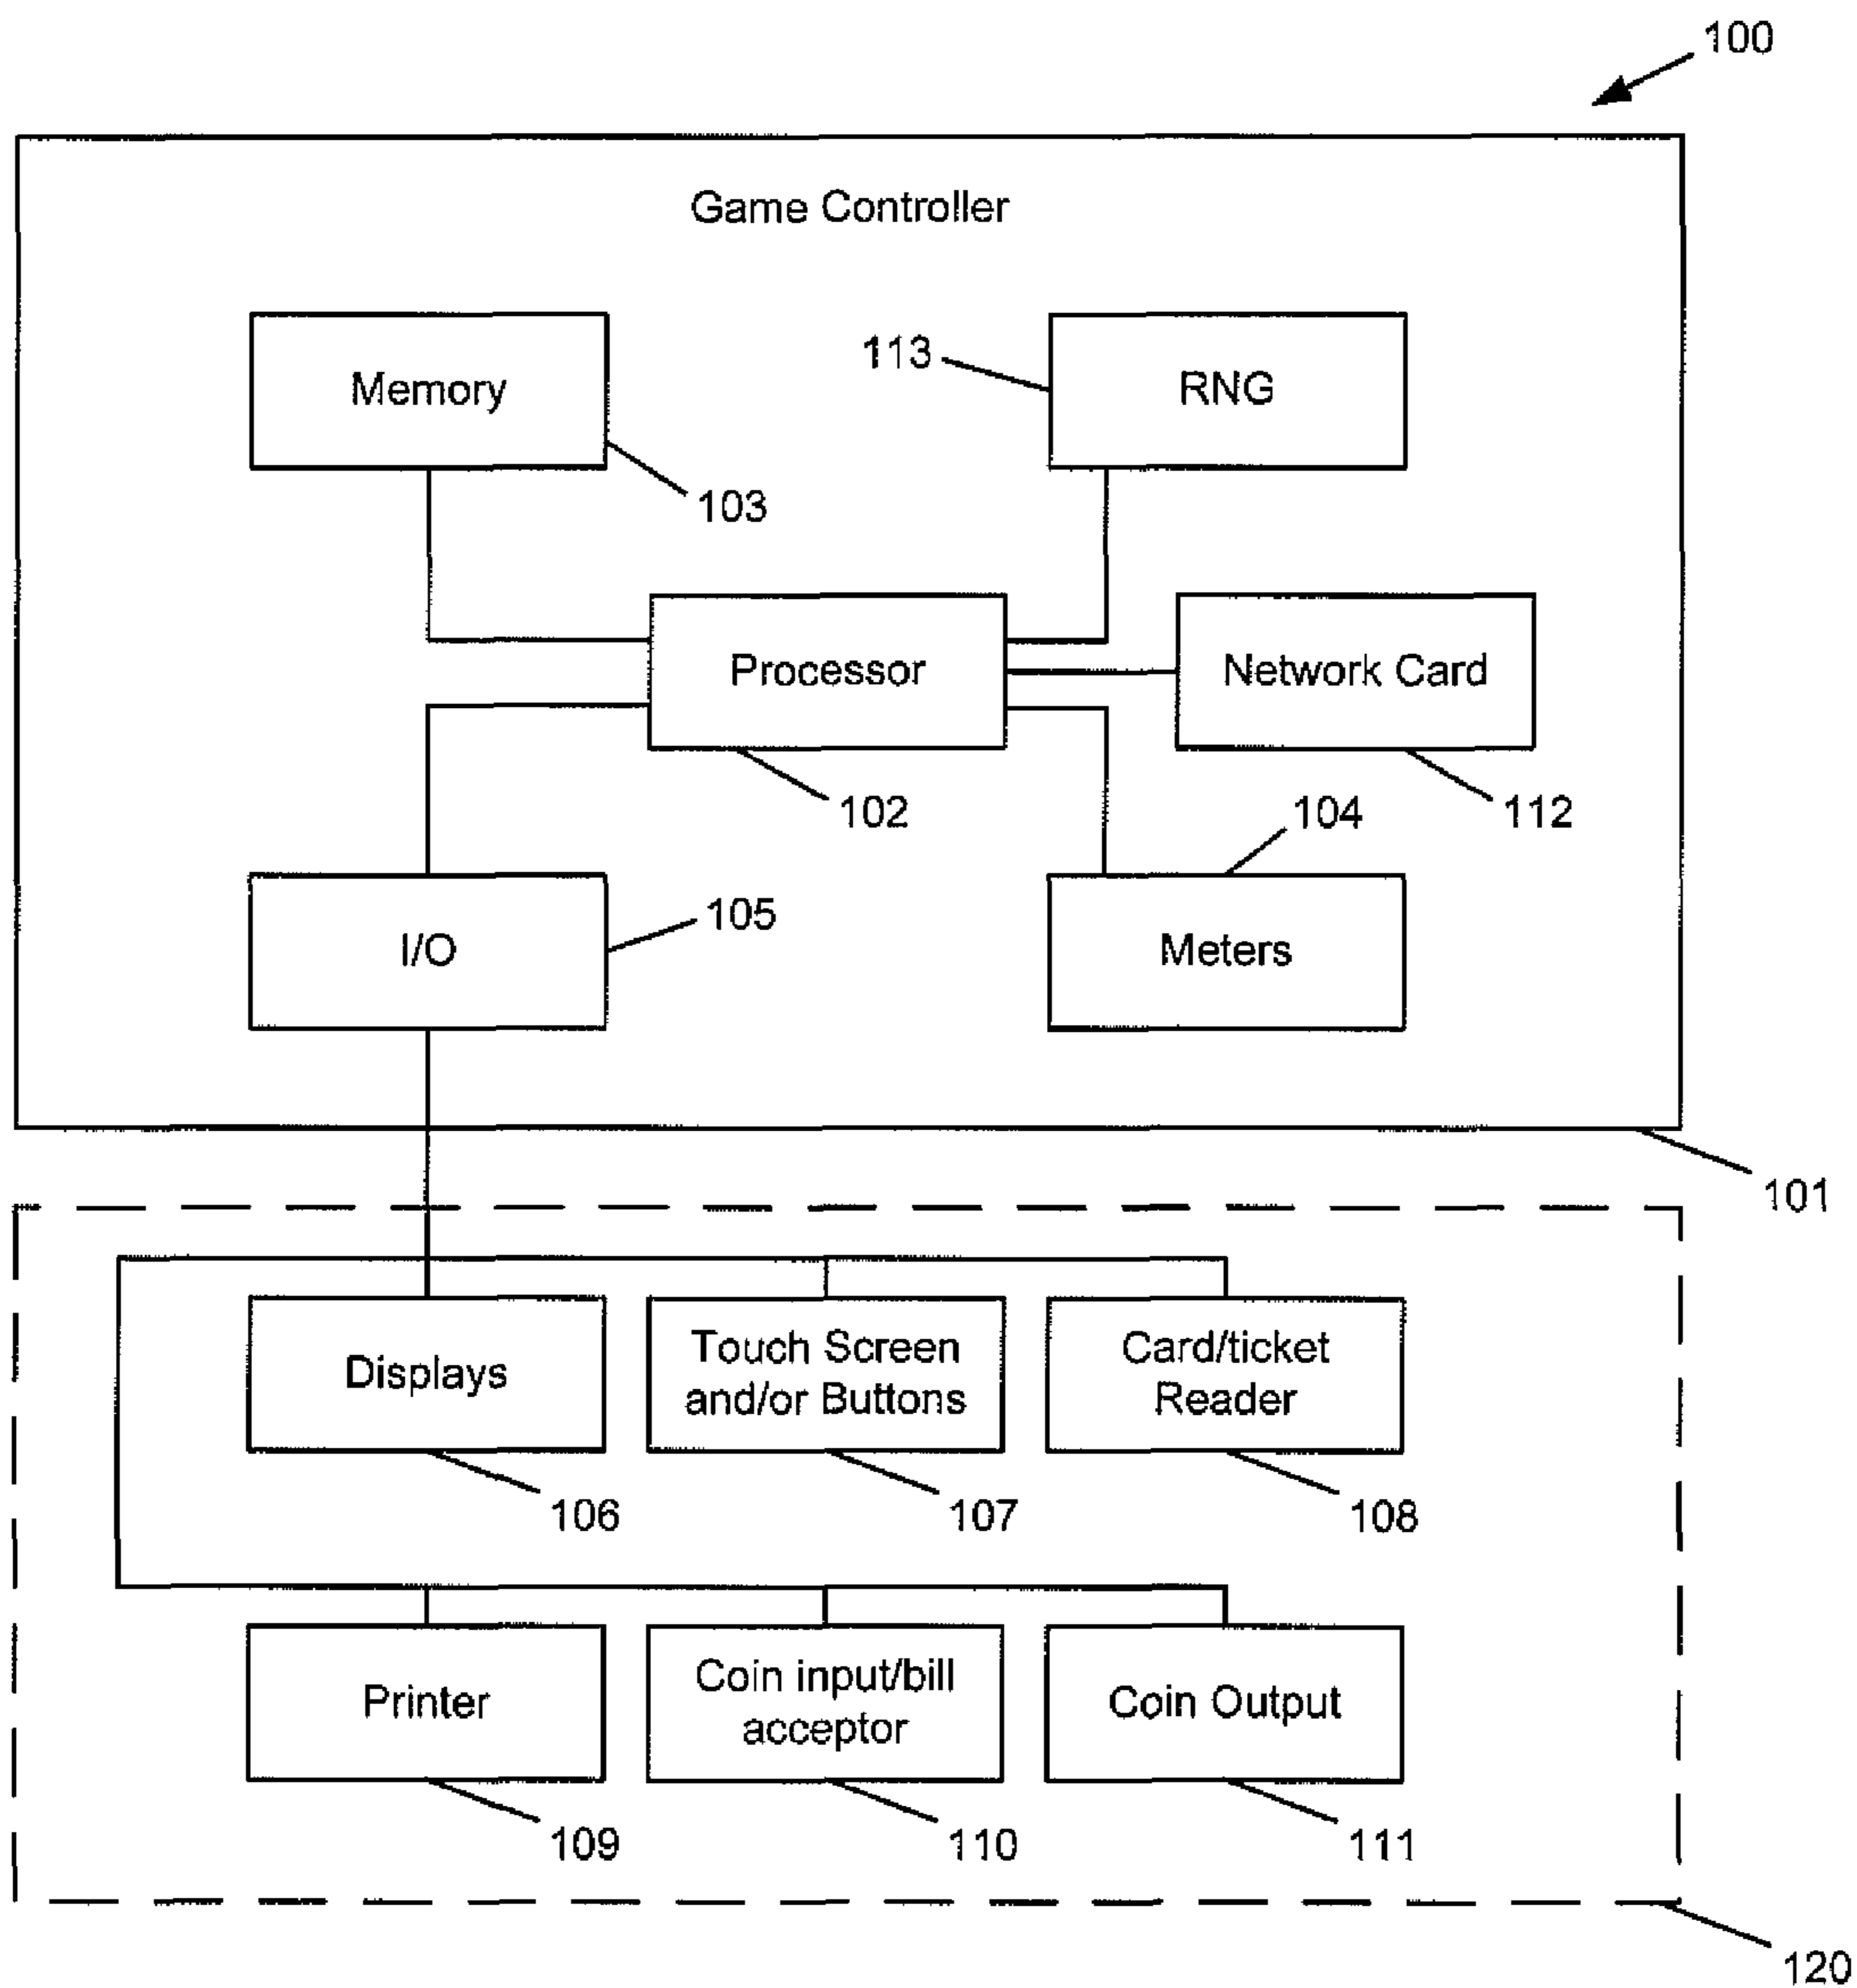 100
Game Controller
Memory
113
RNG
103
Processor
Network Card
102
104
112
I/O
105
Meters
101
Displays
Touch Screen
and/or Buttons
Card/ticket
Reader
106
107
108
Printer
Coin input/bill
acceptor
Coin Output
109
110
111
120